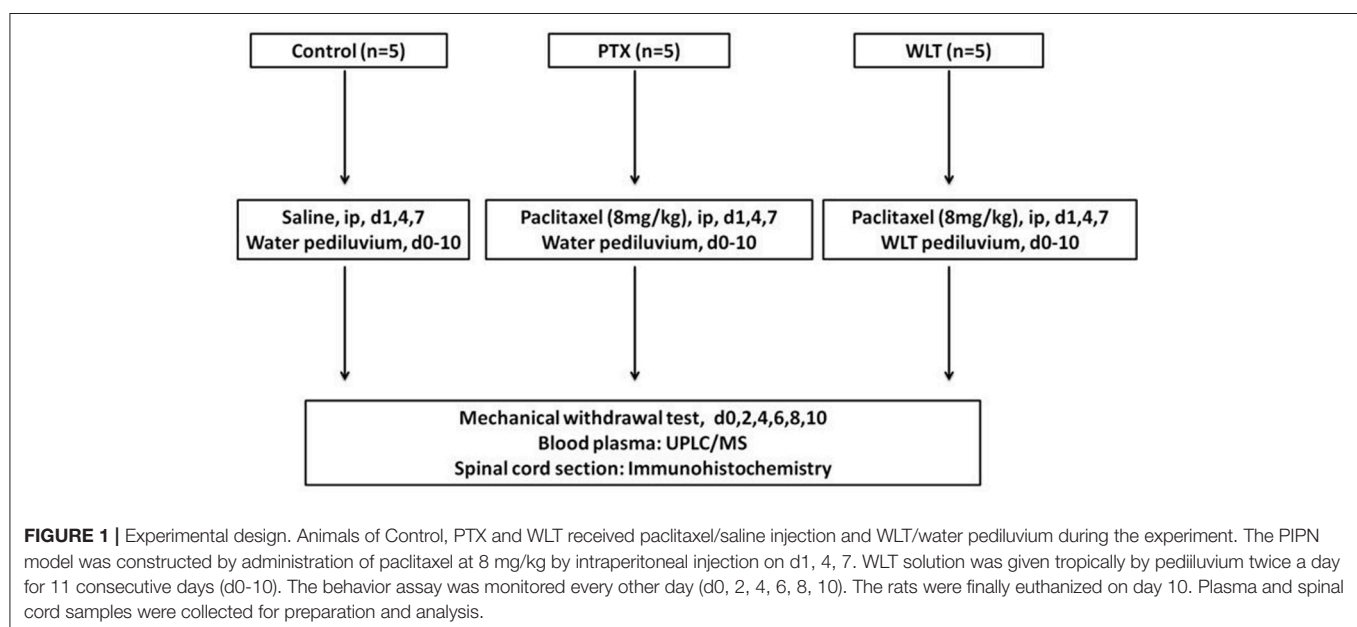 Control (n=5)
PTX (n=5)
WLT (n=5)
Saline, ip, d1,4,7
Water pediluvium, d0-10
Paclitaxel (8mg/kg), ip, d1,4,7
Water pediluvium, d0-10
Paclitaxel (8mg/kg), ip, d1,4,7
WLT pediluvium, d0-10
Mechanical withdrawal test, d0,2,4,6,8,10
Blood plasma: UPLC/MS
Spinal cord section: Immunohistochemistry
FIGURE 1 | Experimental design. Animals of Control, PTX and WLT received paclitaxel/saline injection and WLT/water pediluvium during the experiment. The PIPN
model was constructed by administration of paclitaxel at 8 mg/kg by intraperitoneal injection on d1, 4, 7. WLT solution was given tropically by pediiluvium twice a day
for 11 consecutive days (d0-10). The behavior assay was monitored every other day (d0, 2, 4, 6, 8, 10). The rats were finally euthanized on day 10. Plasma and spinal
cord samples were collected for preparation and analysis.